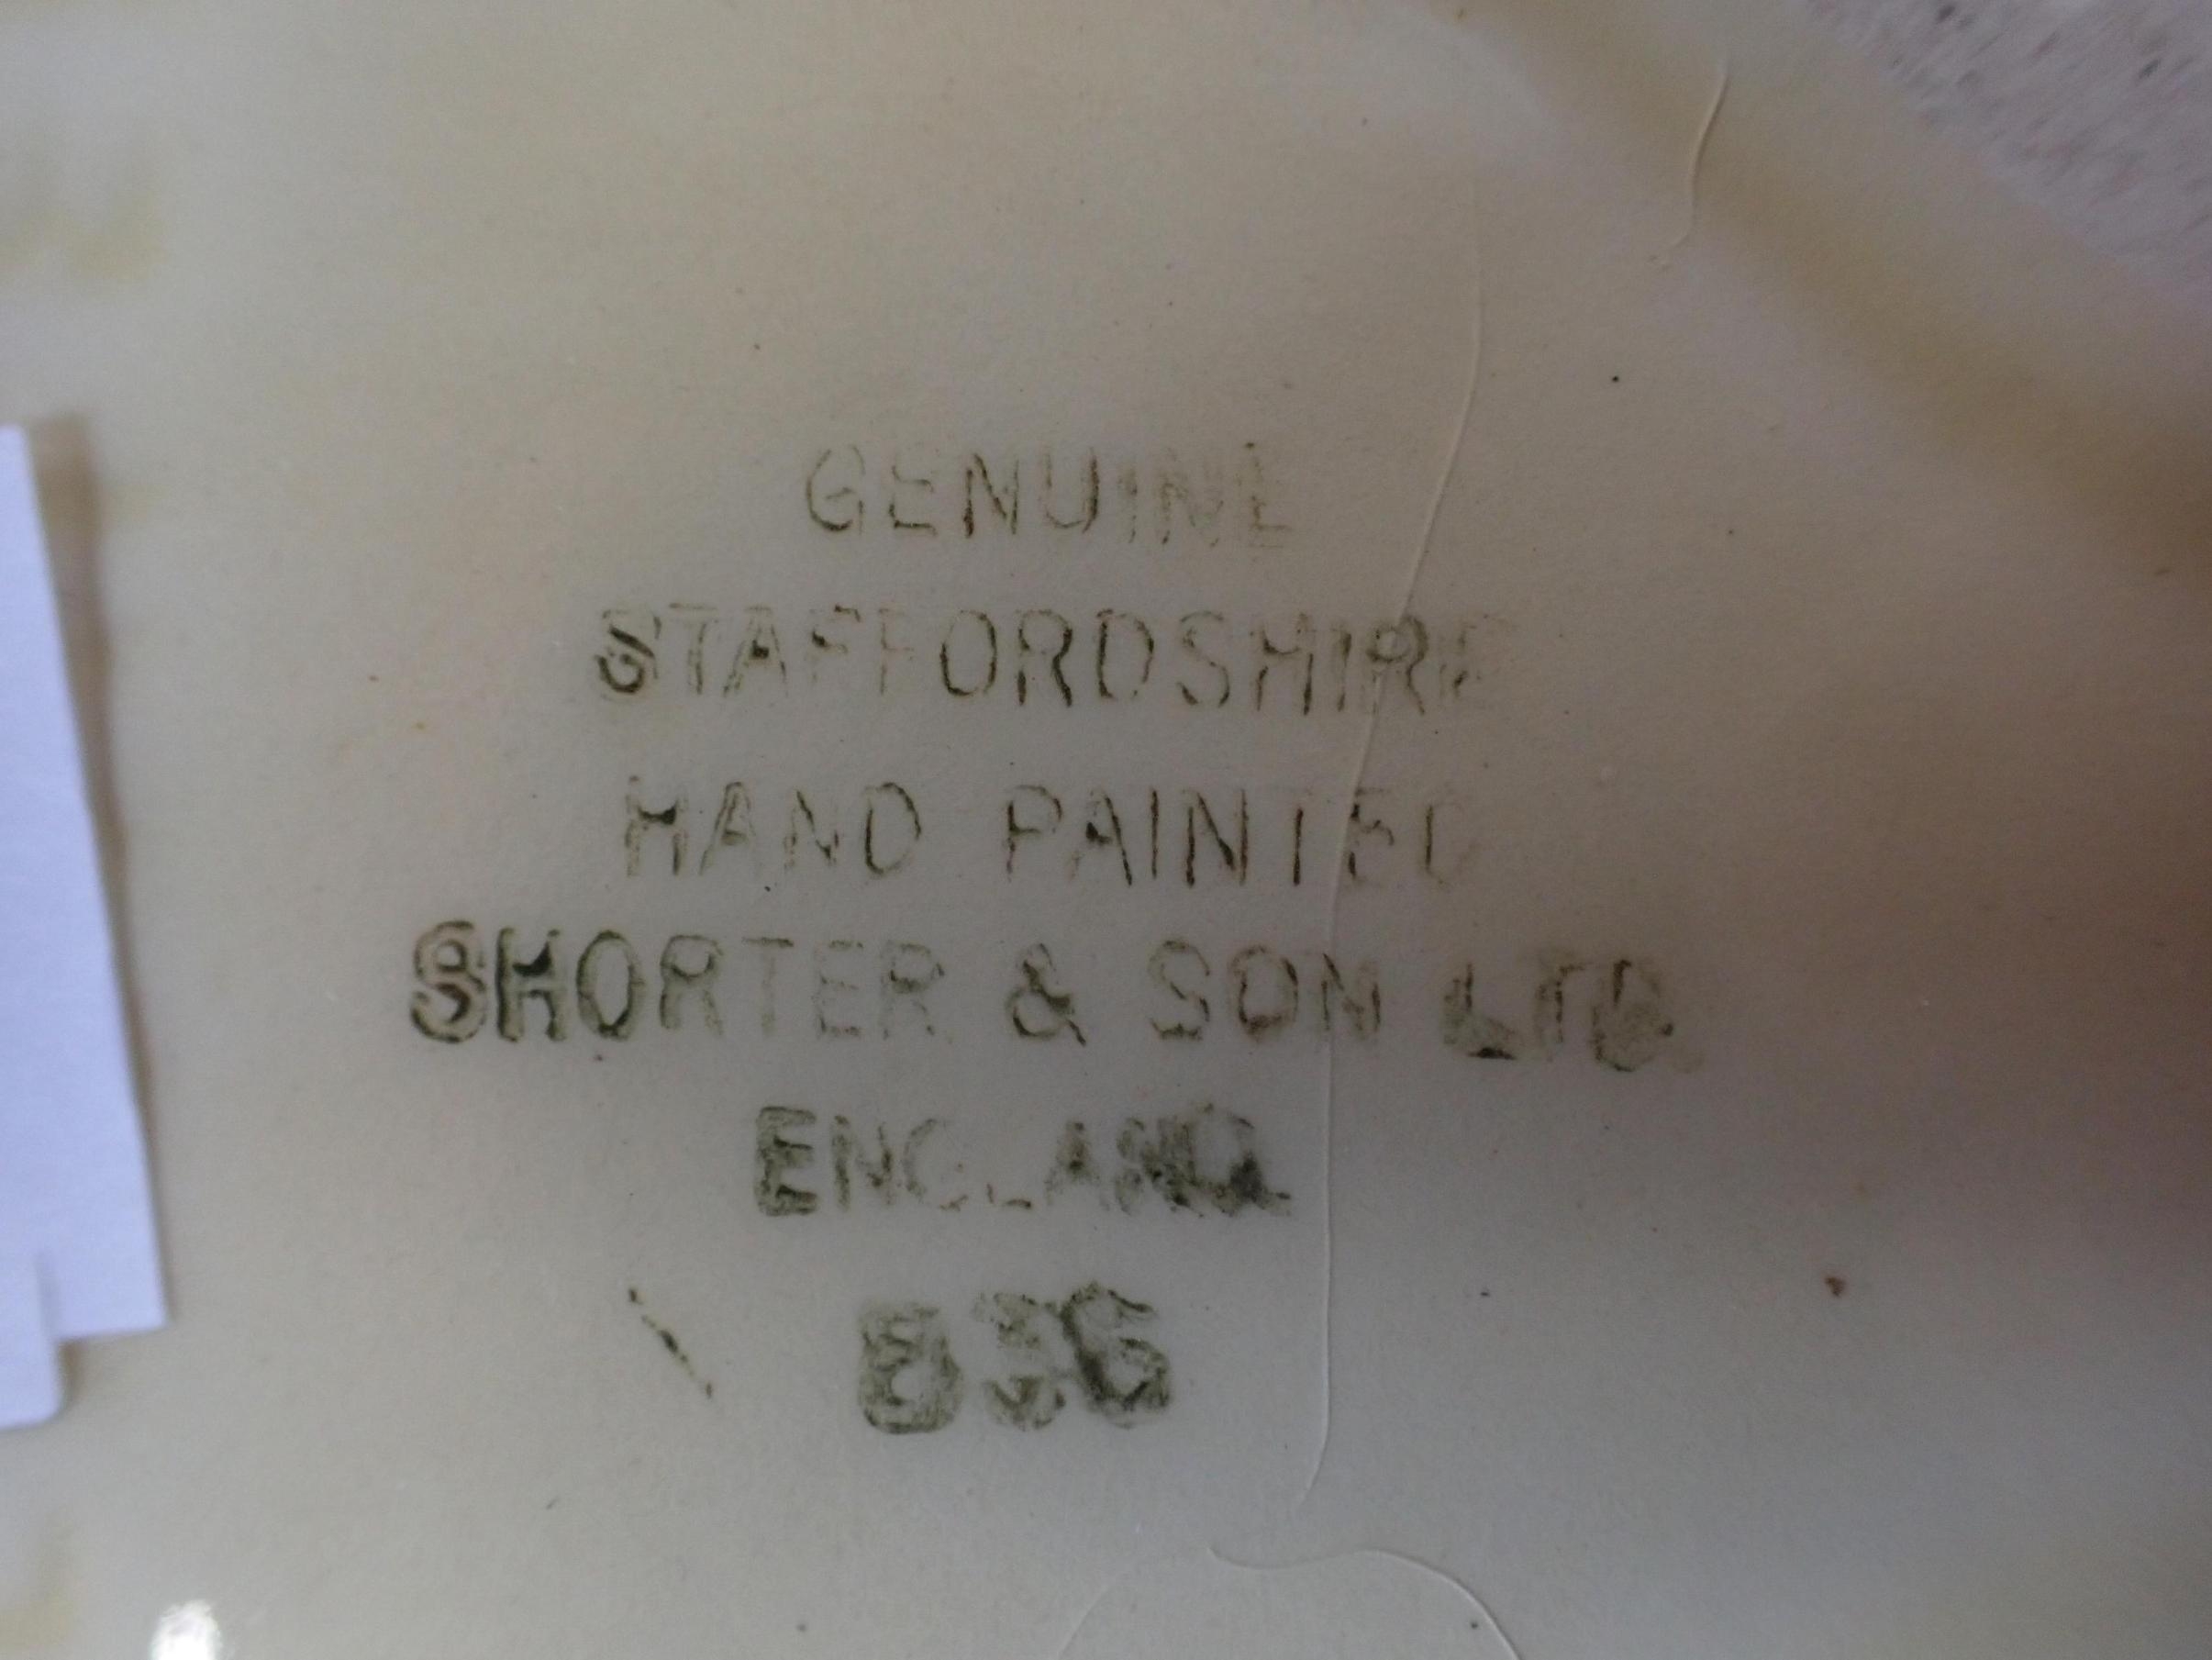 GENUINE
STAFFORDSHIRE
HAND PAINTED
SHORTER & SON LTD.
ENGLAND
836